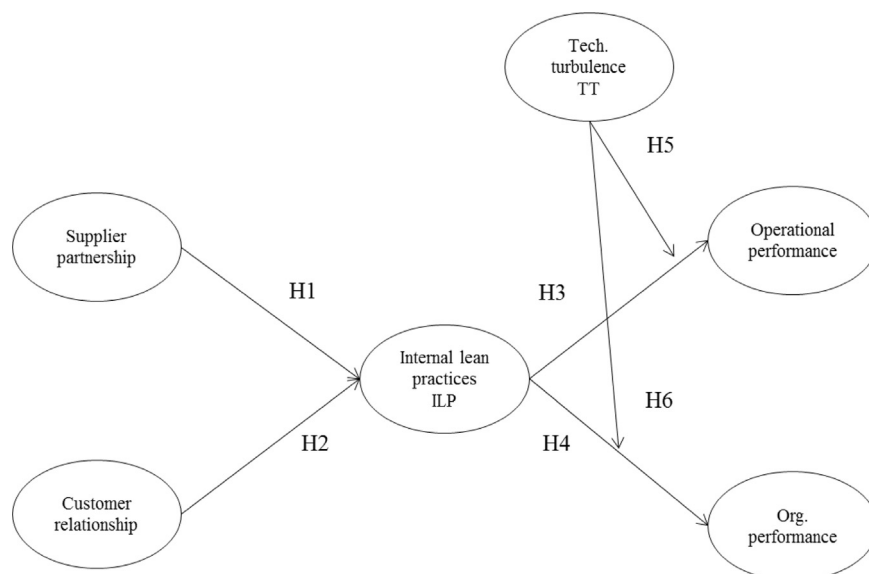 Tech.
turbulence
TT
H5
Supplier
partnership
Operational
performance
H1
H3
Internal lean
practices
ILP
H6
H2
H4
Customer
relationship
Org.
performance